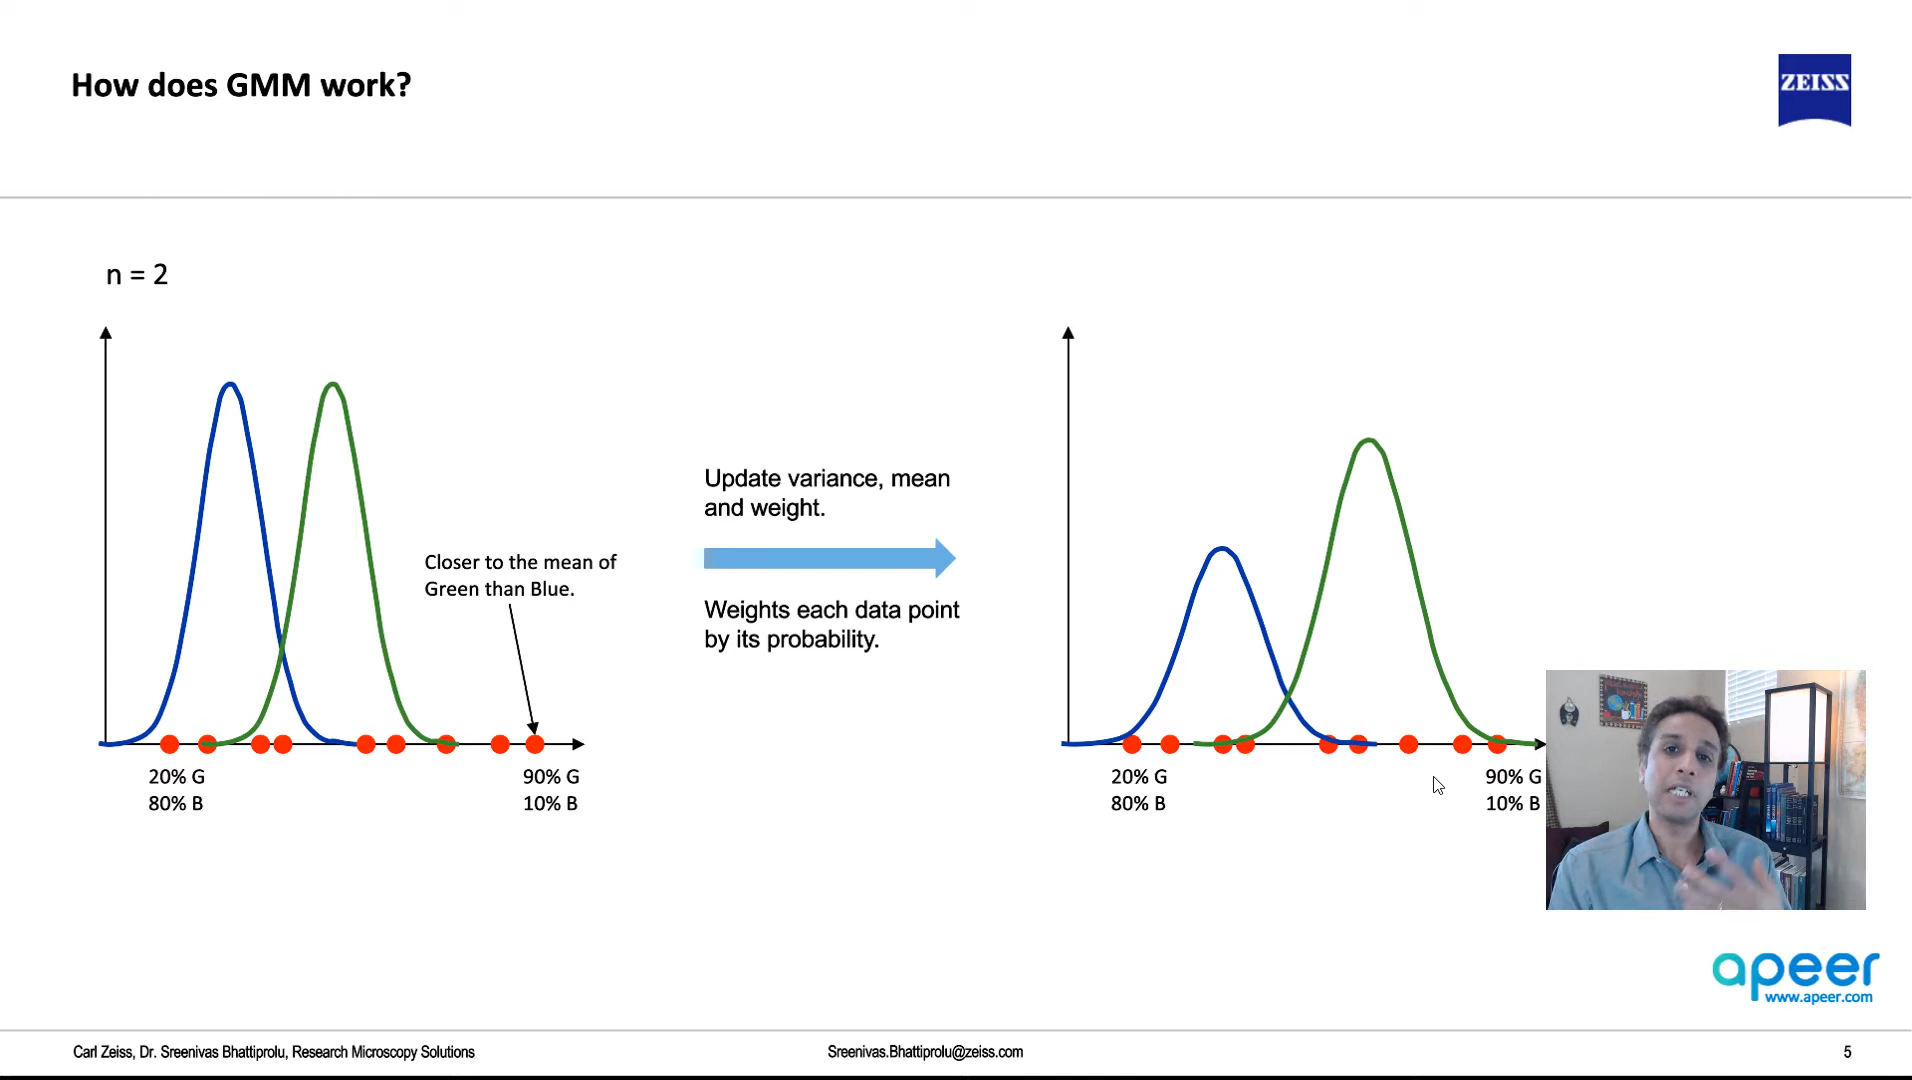 How does GMM work?
ZEISS
n = 2
Closer to the mean of
Green than Blue.
20% G
80% B
90% G
10% B
Update variance, mean
and weight.
Weights each data point
by its probability.
20% G
80% B
90% G
10% B
apeer
www.apeer.com
Carl Zeiss, Dr. Sreenivas Bhattiprolu, Research Microscopy Solutions
Sreenivas.Bhattiprolu@zeiss.com
5